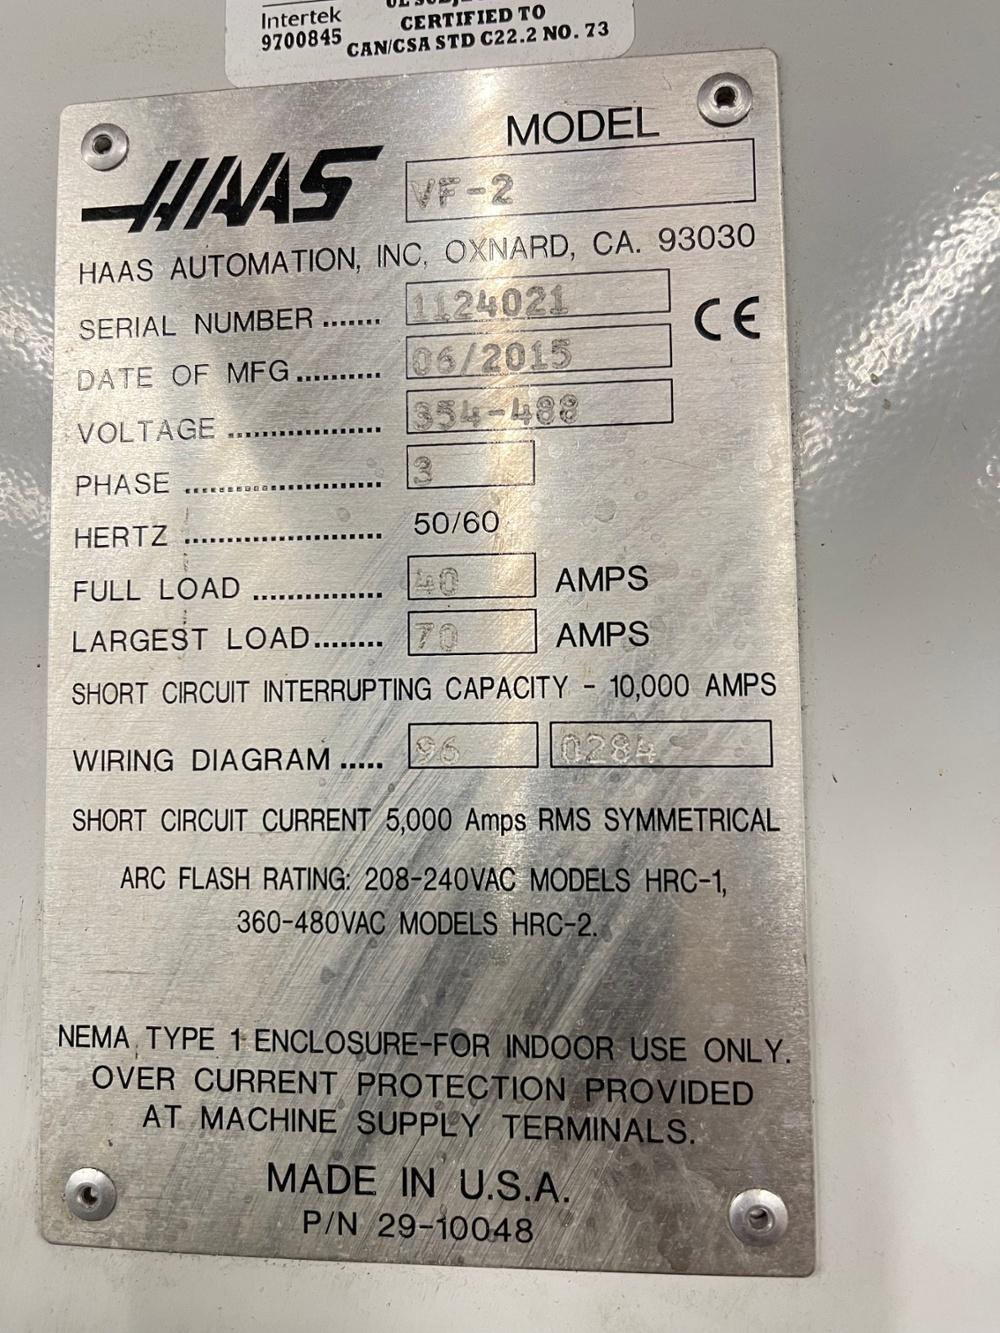 Intertek
9700845
CERTIFIED TO
CAN/CSA STD C22.2 NO. 73
MODEL
HAAS
VF-2
HAAS AUTOMATION, INC, OXNARD, CA. 93030
SERIAL NUMBER ....... 1124021
CE
DATE OF MFG.......... 06/2015
VOLTAGE .................. 354-488
PHASE ....................... 3
HERTZ ....................... 50/60
FULL LOAD ............... 40 AMPS
LARGEST LOAD........ 70 AMPS
SHORT CIRCUIT INTERRUPTING CAPACITY - 10,000 AMPS
WIRING DIAGRAM ..... 96 0284
SHORT CIRCUIT CURRENT 5,000 Amps RMS SYMMETRICAL
ARC FLASH RATING: 208-240VAC MODELS HRC-1,
360-480VAC MODELS HRC-2.
NEMA TYPE 1 ENCLOSURE-FOR INDOOR USE ONLY.
OVER CURRENT PROTECTION PROVIDED
AT MACHINE SUPPLY TERMINALS.
MADE IN U.S.A.
P/N 29-10048